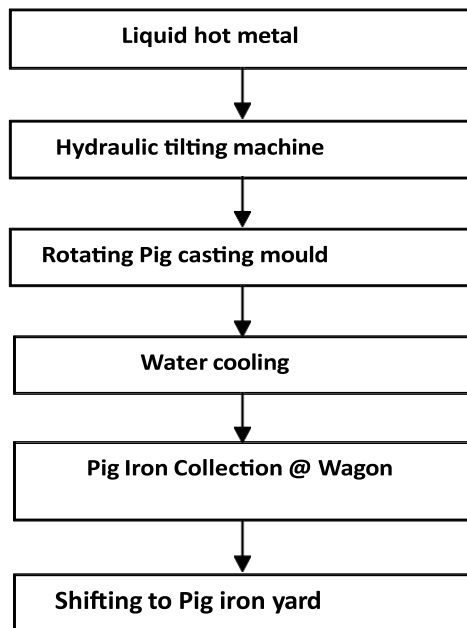 Liquid hot metal
Hydraulic tilting machine
Rotating Pig casting mould
Water cooling
Pig Iron Collection @ Wagon
Shifting to Pig iron yard